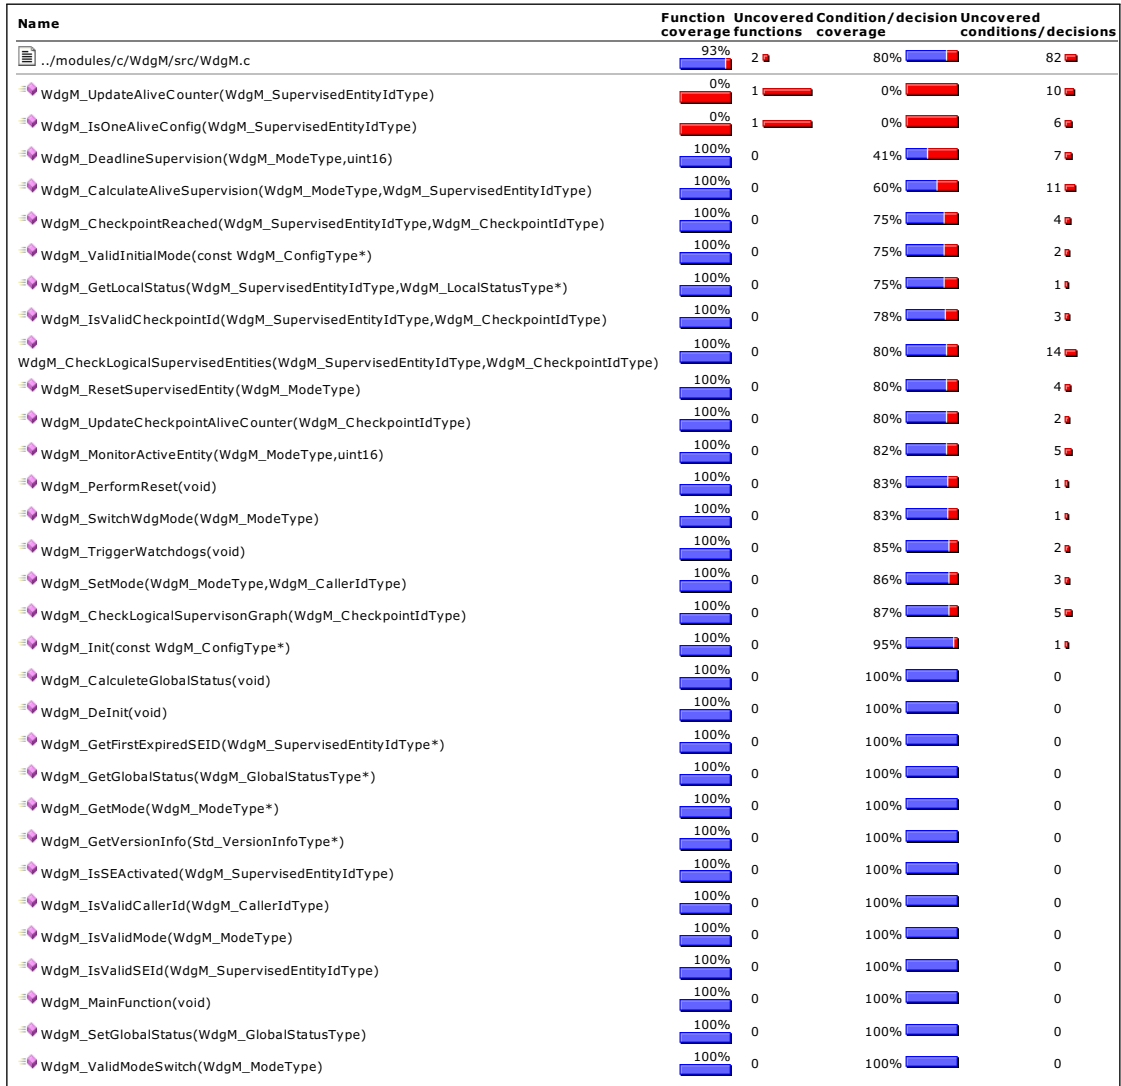 Name Function coverage Uncovered functions Condition/decision coverage Uncovered conditions/decisions
../modules/c/WdgM/src/WdgM.c 93% 2 80% 82
WdgM_UpdateAliveCounter(WdgM_SupervisedEntityIdType) 0% 1 0% 10
WdgM_IsOneAliveConfig(WdgM_SupervisedEntityIdType) 0% 1 0% 6
WdgM_DeadlineSupervision(WdgM_ModeType,uint16) 100% 0 41% 7
WdgM_CalculateAliveSupervision(WdgM_ModeType,WdgM_SupervisedEntityIdType) 100% 0 60% 11
WdgM_CheckpointReached(WdgM_SupervisedEntityIdType,WdgM_CheckpointIdType) 100% 0 75% 4
WdgM_ValidInitialMode(const WdgM_ConfigType*) 100% 0 75% 2
WdgM_GetLocalStatus(WdgM_SupervisedEntityIdType,WdgM_LocalStatusType*) 100% 0 75% 1
WdgM_IsValidCheckpointId(WdgM_SupervisedEntityIdType,WdgM_CheckpointIdType) 100% 0 78% 3
WdgM_CheckLogicalSupervisedEntities(WdgM_SupervisedEntityIdType,WdgM_CheckpointIdType) 100% 0 80% 14
WdgM_ResetSupervisedEntity(WdgM_ModeType) 100% 0 80% 4
WdgM_UpdateCheckpointAliveCounter(WdgM_CheckpointIdType) 100% 0 80% 2
WdgM_MonitorActiveEntity(WdgM_ModeType,uint16) 100% 0 82% 5
WdgM_PerformReset(void) 100% 0 83% 1
WdgM_SwitchWdgMode(WdgM_ModeType) 100% 0 83% 1
WdgM_TriggerWatchdogs(void) 100% 0 85% 2
WdgM_SetMode(WdgM_ModeType,WdgM_CallerIdType) 100% 0 86% 3
WdgM_CheckLogicalSupervisonGraph(WdgM_CheckpointIdType) 100% 0 87% 5
WdgM_Init(const WdgM_ConfigType*) 100% 0 95% 1
WdgM_CalculeteGlobalStatus(void) 100% 0 100% 0
WdgM_DeInit(void) 100% 0 100% 0
WdgM_GetFirstExpiredSEID(WdgM_SupervisedEntityIdType*) 100% 0 100% 0
WdgM_GetGlobalStatus(WdgM_GlobalStatusType*) 100% 0 100% 0
WdgM_GetMode(WdgM_ModeType*) 100% 0 100% 0
WdgM_GetVersionInfo(Std_VersionInfoType*) 100% 0 100% 0
WdgM_IsSEActivated(WdgM_SupervisedEntityIdType) 100% 0 100% 0
WdgM_IsValidCallerId(WdgM_CallerIdType) 100% 0 100% 0
WdgM_IsValidMode(WdgM_ModeType) 100% 0 100% 0
WdgM_IsValidSEId(WdgM_SupervisedEntityIdType) 100% 0 100% 0
WdgM_MainFunction(void) 100% 0 100% 0
WdgM_SetGlobalStatus(WdgM_GlobalStatusType) 100% 0 100% 0
WdgM_ValidModeSwitch(WdgM_ModeType) 100% 0 100% 0